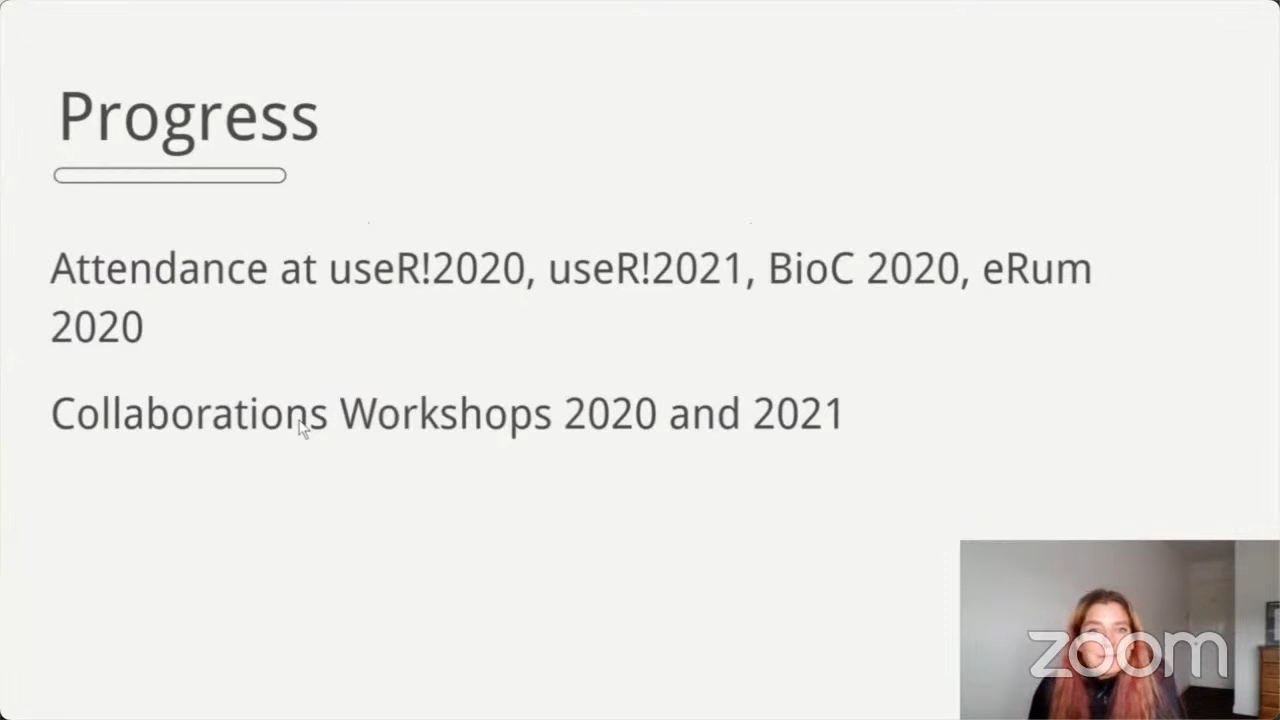 Progress
Attendance at useR!2020, useR!2021, BioC 2020, eRum
2020
Collaborations Workshops 2020 and 2021
zoom